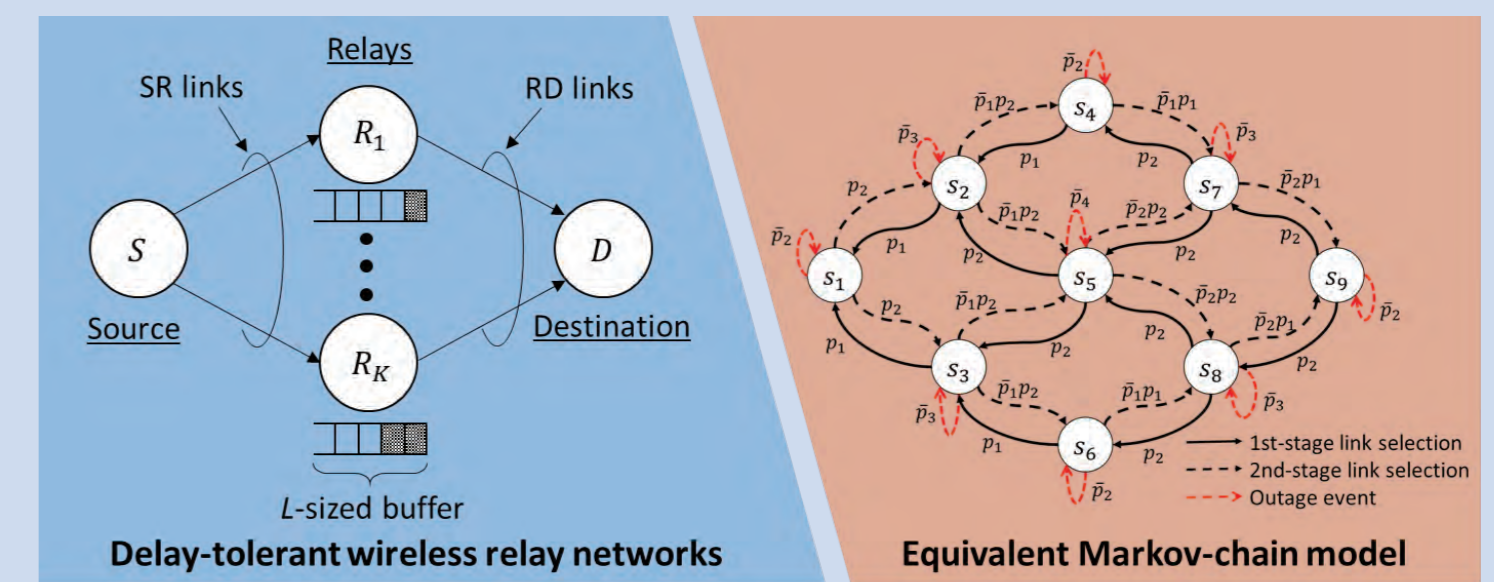 Relays
SR links
RD links
R₁
S
D
Source
Destination
R_K
L-sized buffer
Delay-tolerant wireless relay networks
p̄₂
s₄
p̄₁p₂
p̄₁p₁
p̄₃
p̄₃
p₁
p₂
p̄₂p₁
s₂
s₇
p₂
p̄₁p₂
p̄₄
p̄₂p₂
p̄₂
p₁
p₂
p₂
p₂
s₁
s₅
s₉
p₂
p̄₁p₂
p̄₂p₂
p̄₂
p₁
p₂
p₂
p̄₂p₁
p₂
s₃
s₈
p̄₁p₂
p̄₁p₁
p̄₃
p̄₃
p₁
s₆
p₂
p̄₂
1st-stage link selection
2nd-stage link selection
Outage event
Equivalent Markov-chain model